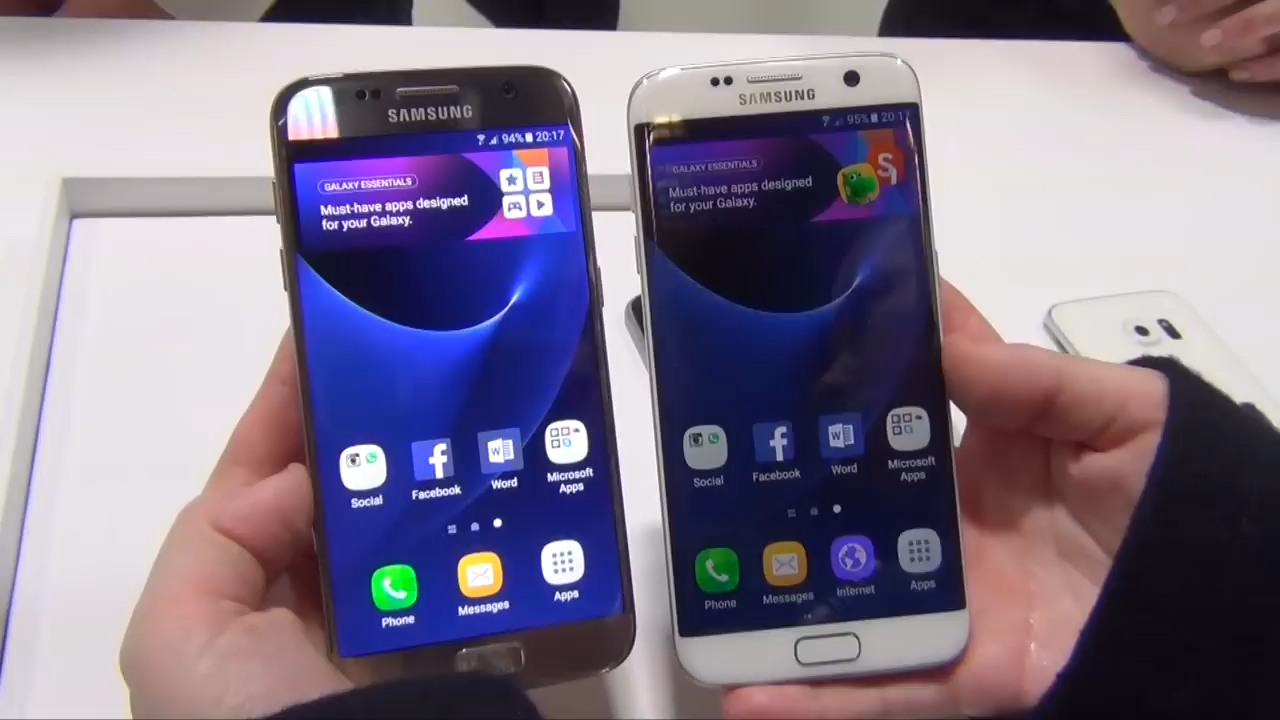 SAMSUNG
94% 20:17
GALAXY ESSENTIALS
Must-have apps designed
for your Galaxy.
Social
Facebook
Word
Microsoft
Apps
Phone
Messages
Apps
SAMSUNG
95% 20:17
GALAXY ESSENTIALS
Must-have apps designed
for your Galaxy.
Social
Facebook
Word
Microsoft
Apps
Phone
Messages
Internet
Apps